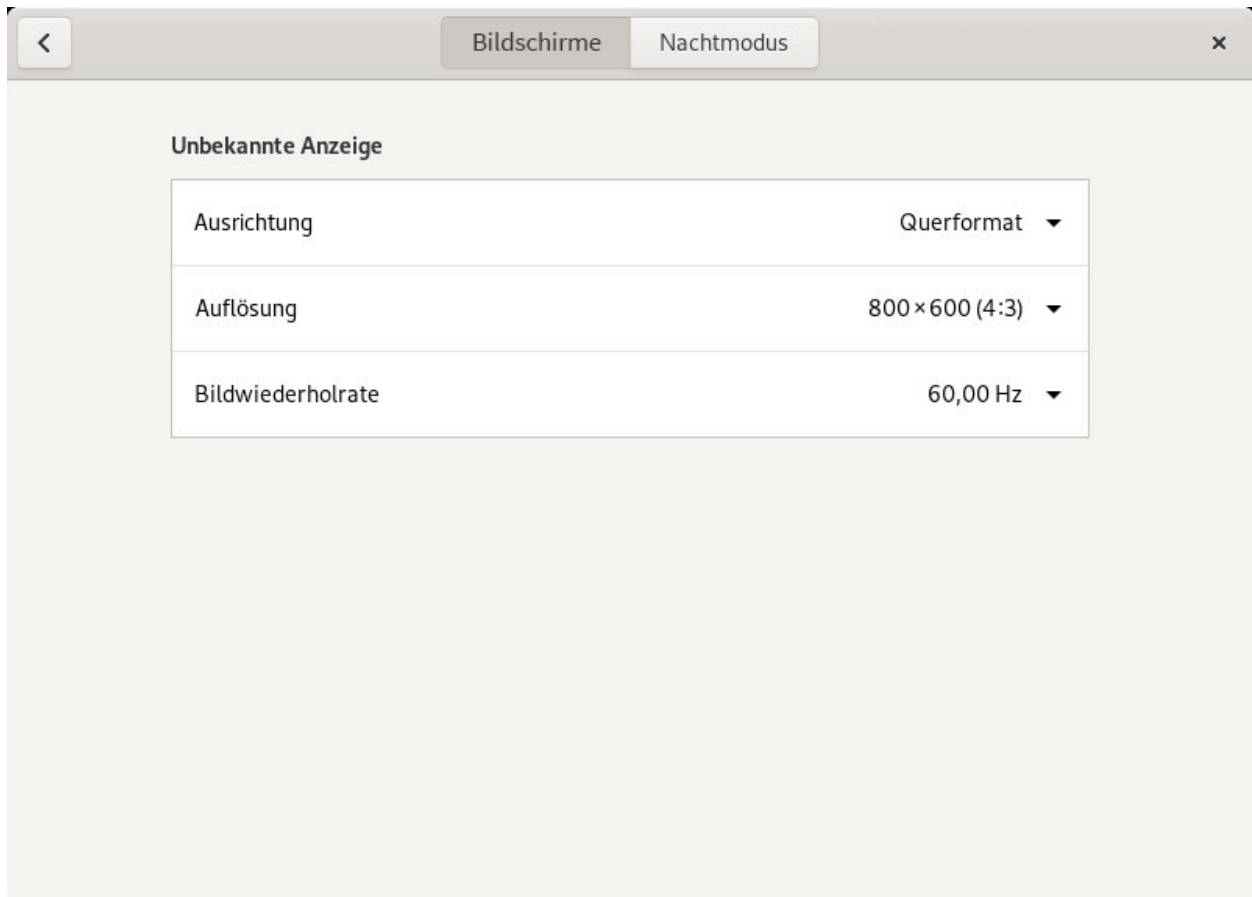 Bildschirme Nachtmodus
Unbekannte Anzeige
Ausrichtung Querformat
Auflösung 800×600 (4:3)
Bildwiederholrate 60,00 Hz